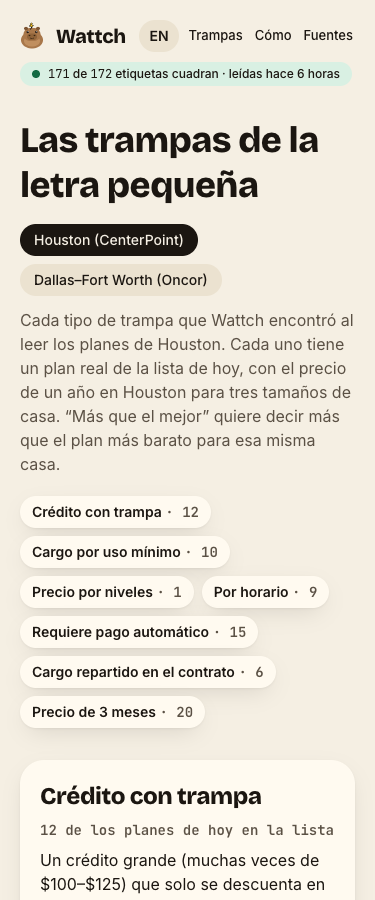 Wattch EN Trampas Cómo Fuentes
171 de 172 etiquetas cuadran · leídas hace 6 horas
Las trampas de la
letra pequeña
Houston (CenterPoint)
Dallas–Fort Worth (Oncor)
Cada tipo de trampa que Wattch encontró al
leer los planes de Houston. Cada uno tiene
un plan real de la lista de hoy, con el precio
de un año en Houston para tres tamaños de
casa. “Más que el mejor” quiere decir más
que el plan más barato para esa misma
casa.
Crédito con trampa · 12
Cargo por uso mínimo · 10
Precio por niveles · 1 Por horario · 9
Requiere pago automático · 15
Cargo repartido en el contrato · 6
Precio de 3 meses · 20
Crédito con trampa
12 de los planes de hoy en la lista
Un crédito grande (muchas veces de
$100–$125) que solo se descuenta en